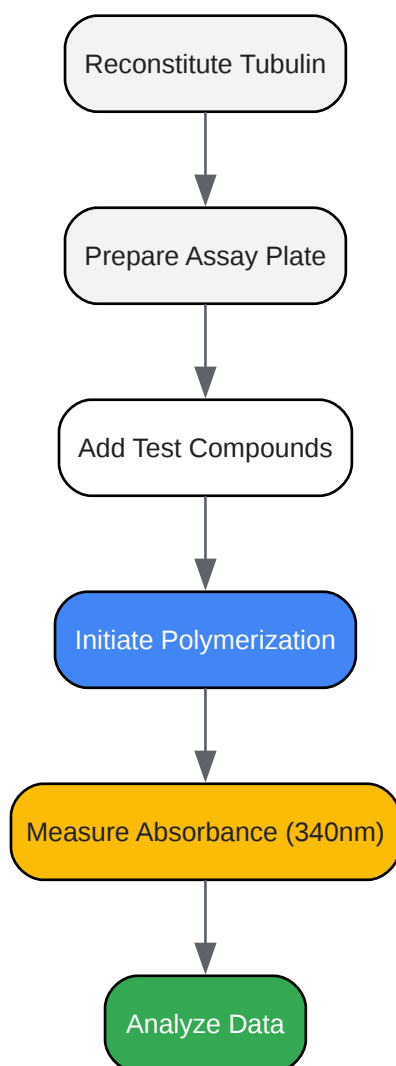 Reconstitute Tubulin
Prepare Assay Plate
Add Test Compounds
Initiate Polymerization
Measure Absorbance (340nm)
Analyze Data